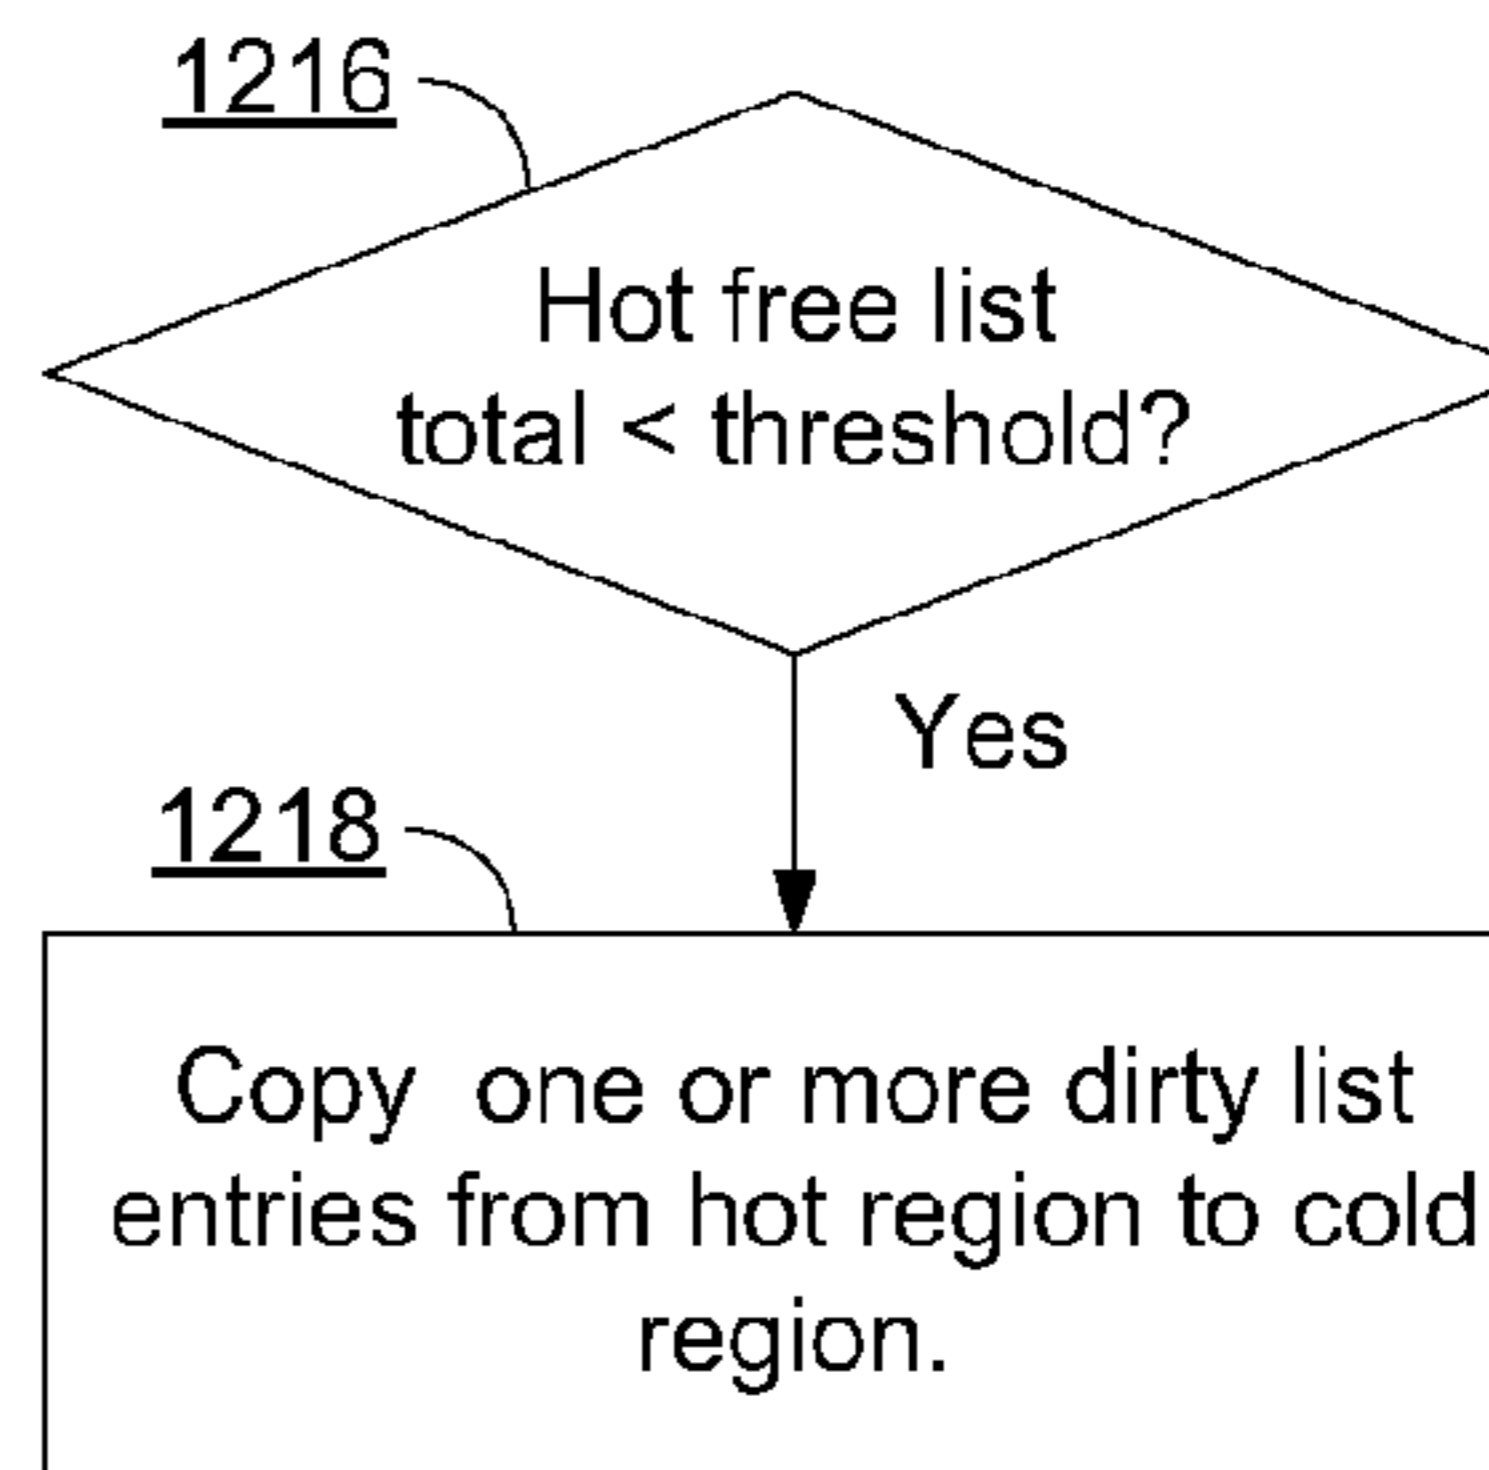 1216
Hot free list
total < threshold?
Yes
1218
Copy one or more dirty list
entries from hot region to cold
region.